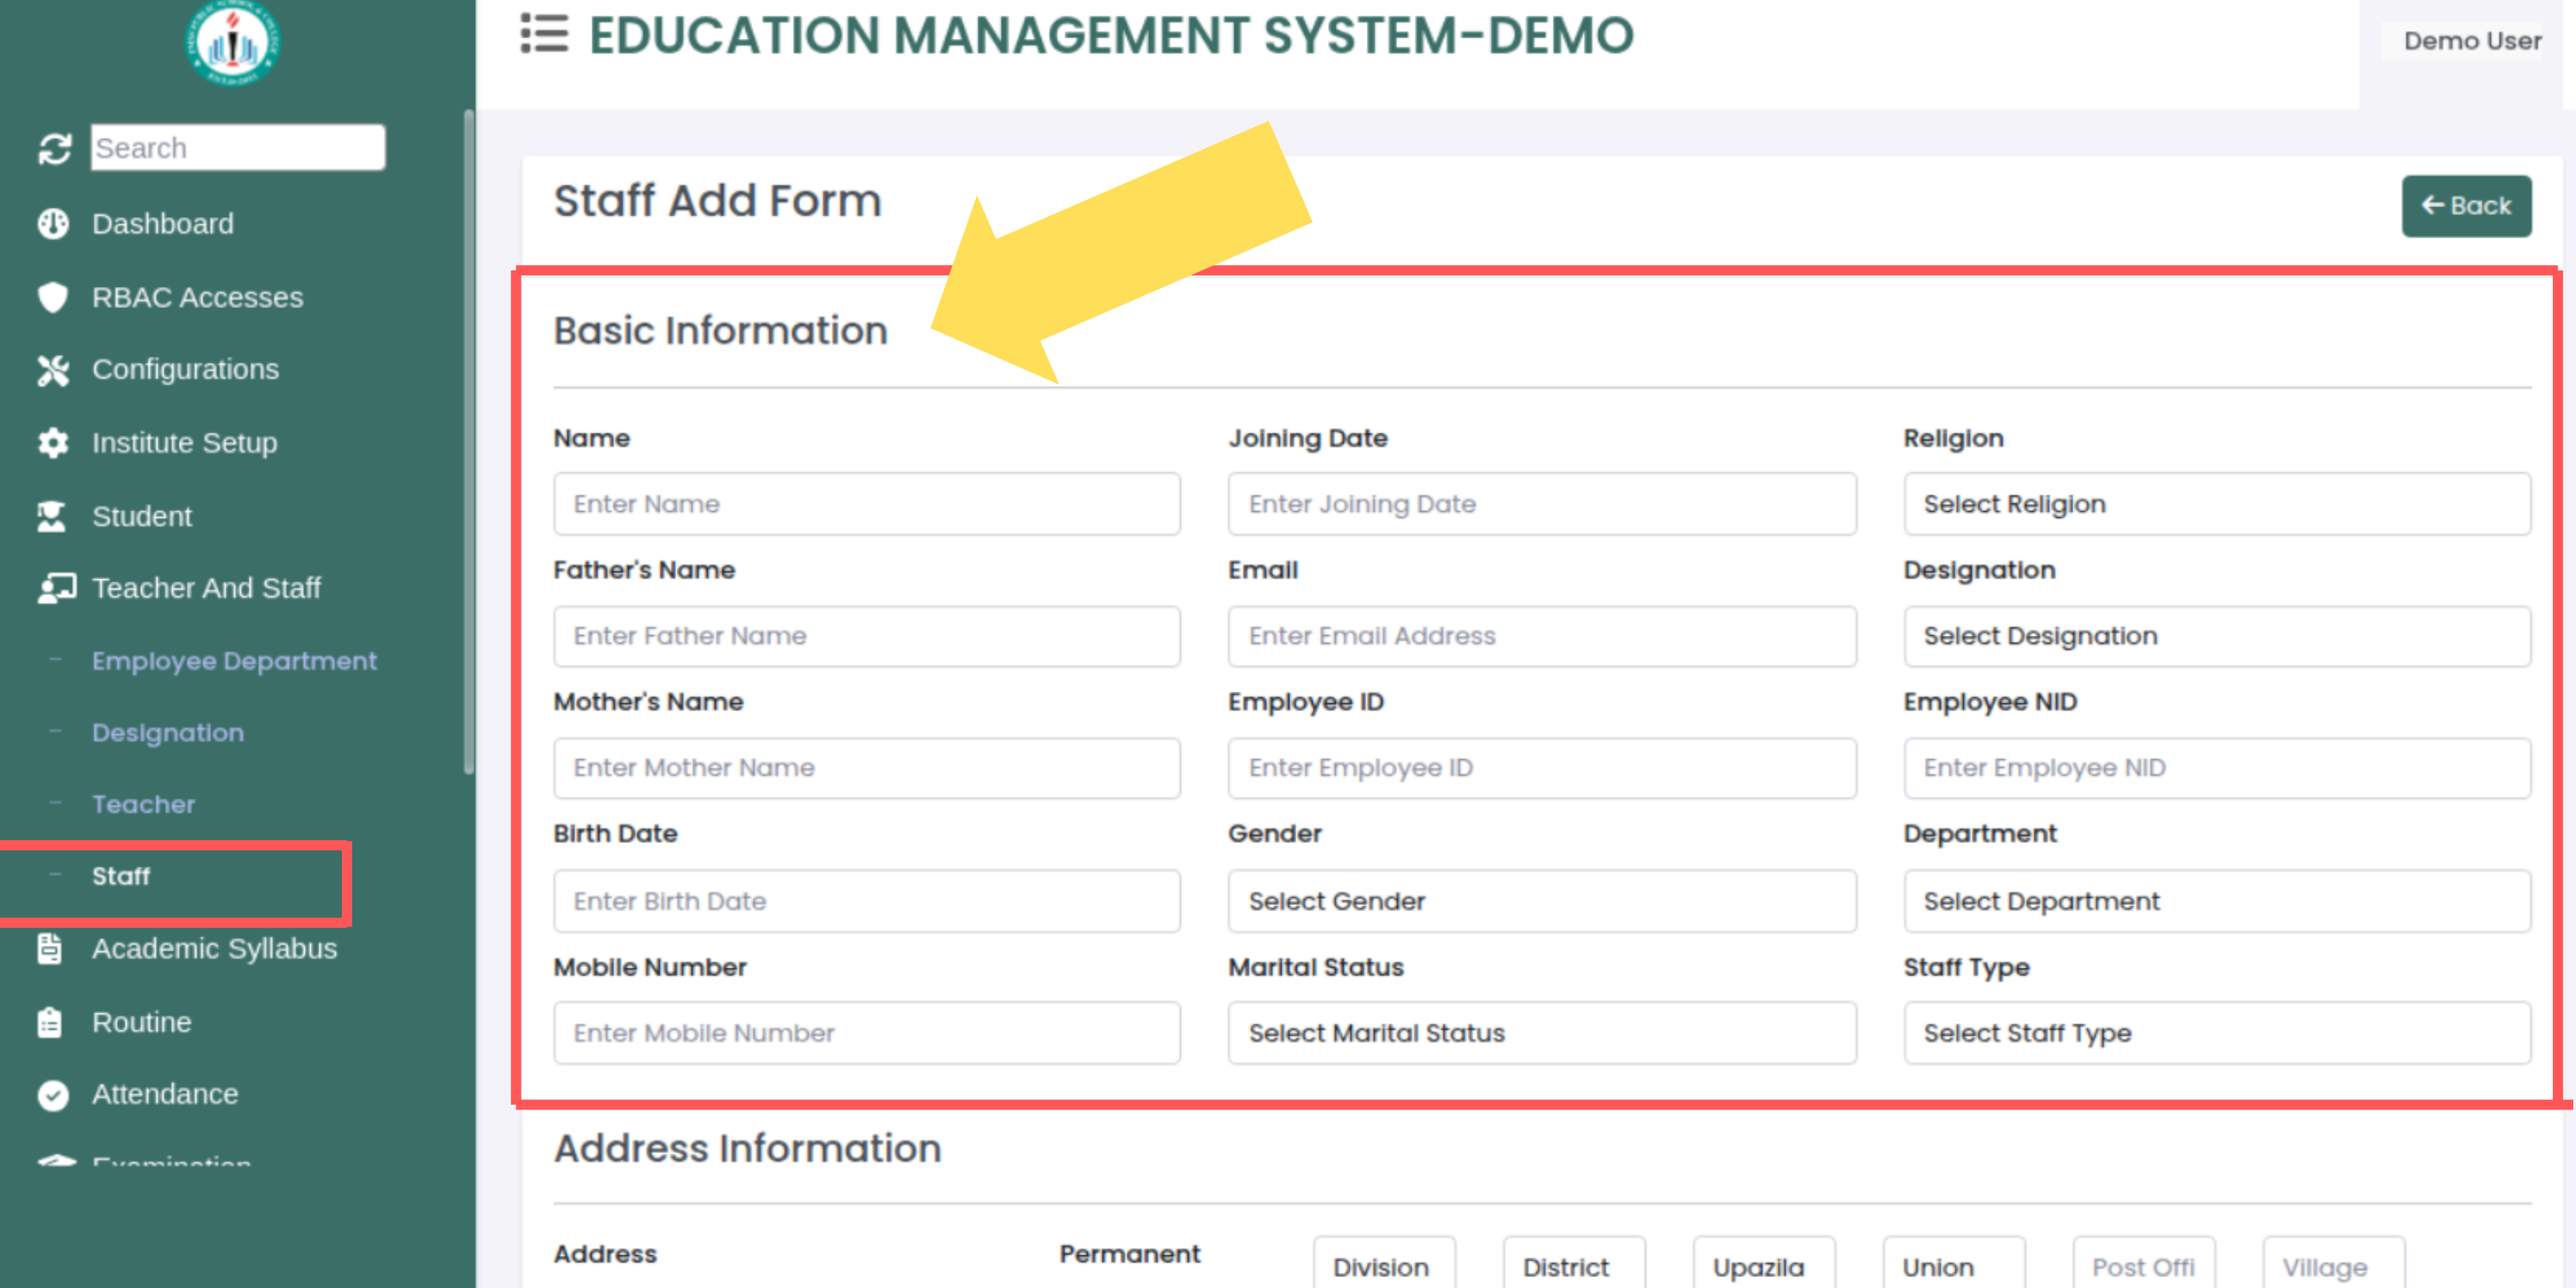 EDUCATION MANAGEMENT SYSTEM-DEMO
Demo User
Search
Dashboard
RBAC Accesses
Configurations
Institute Setup
Student
Teacher And Staff
Employee Department
Designation
Teacher
Staff
Academic Syllabus
Routine
Attendance
Examination
Staff Add Form
Back
Basic Information
Name
Joining Date
Religion
Enter Name
Enter Joining Date
Select Religion
Father's Name
Email
Designation
Enter Father Name
Enter Email Address
Select Designation
Mother's Name
Employee ID
Employee NID
Enter Mother Name
Enter Employee ID
Enter Employee NID
Birth Date
Gender
Department
Enter Birth Date
Select Gender
Select Department
Mobile Number
Marital Status
Staff Type
Enter Mobile Number
Select Marital Status
Select Staff Type
Address Information
Address
Permanent
Division
District
Upazila
Union
Post Offi
Village